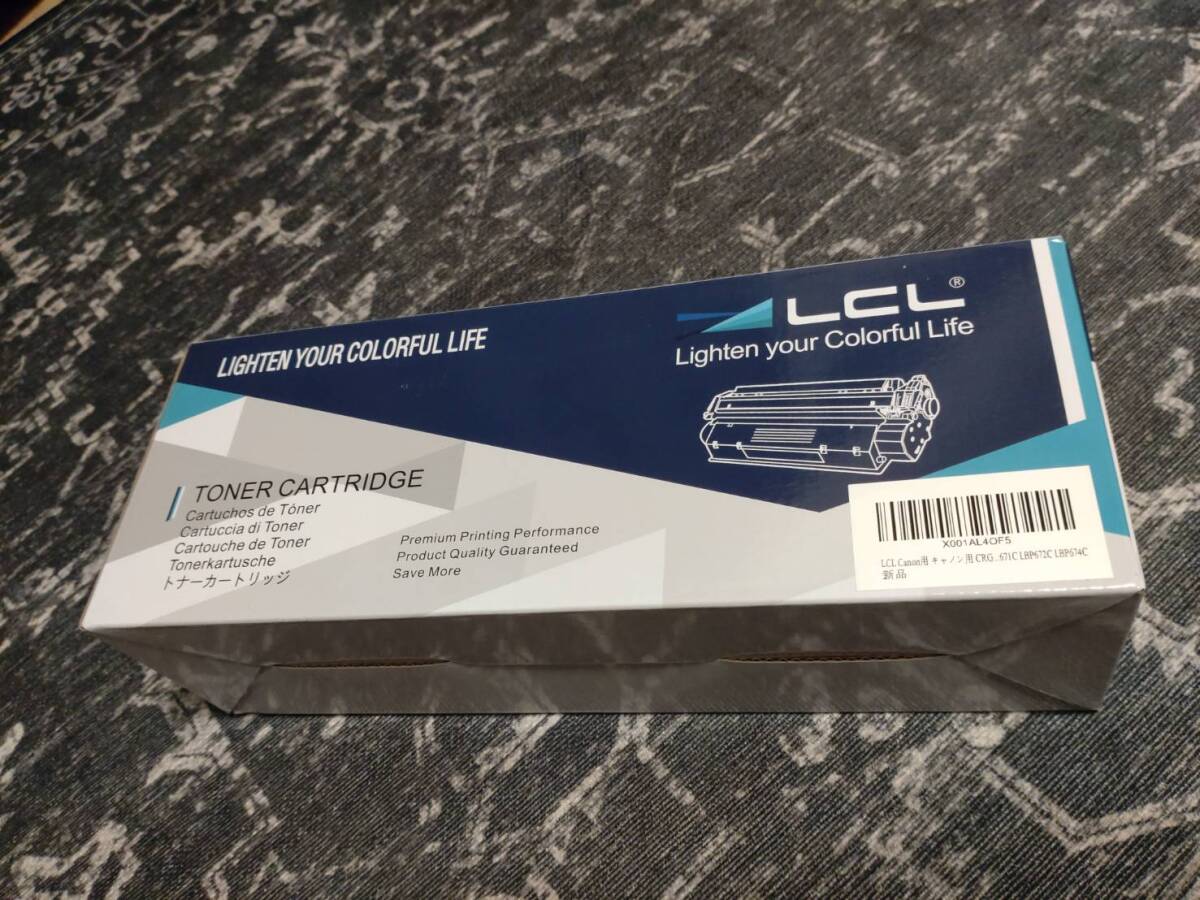 LIGHTEN YOUR COLORFUL LIFE
LCL®
Lighten your Colorful Life
TONER CARTRIDGE
Cartuchos de Tóner
Cartuccia di Toner
Cartouche de Toner
Tonerkartusche
トナーカートリッジ
Premium Printing Performance
Product Quality Guaranteed
Save More
X001AL4OF5
LCL Canon用 キャノン用 CRG...671C LBP672C LBP674C
新品